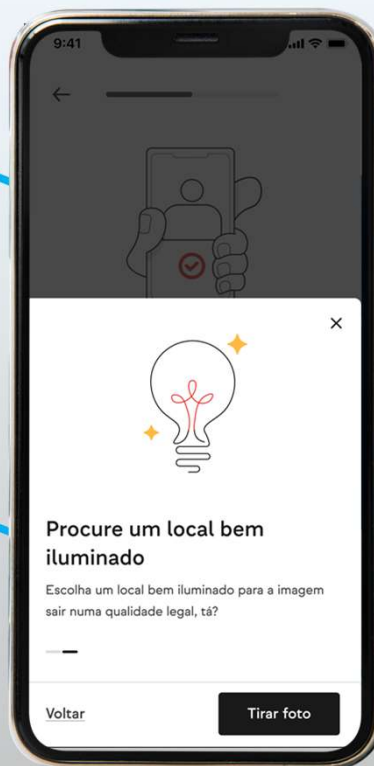 9:41
Procure um local bem
iluminado
Escolha um local bem iluminado para a imagem
sair numa qualidade legal, tá?
Voltar
Tirar foto